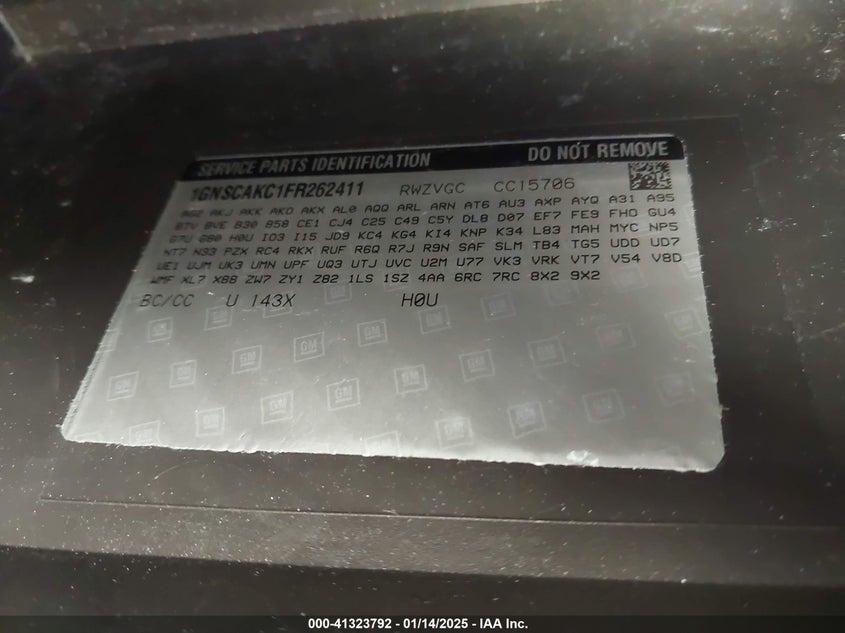 SERVICE PARTS IDENTIFICATION DO NOT REMOVE
1GNSCAKC1FR262411 RWZVGC CC15706
AG2 AKJ AKK AKO AKX AL0 AQQ ARL ARN AT6 AU3 AXP AYQ A31 A95
BTV BVE B30 B58 CE1 CJ4 C25 C49 C5Y DL8 D07 EF7 FE9 FHO GU4
G7U G80 H0U IO3 I15 JD9 KC4 KG4 KI4 KNP K34 L83 MAH MYC NP5
NT7 N33 PZX RC4 RKX RUF R6Q R7J R9N SAF SLM TB4 TG5 UDD UD7
UE1 UJM UK3 UMN UPF UQ3 UTJ UVC U2M U77 VK3 VRK VT7 V54 V8D
WMF XL7 X88 ZW7 ZY1 Z82 1LS 1SZ 4AA 6RC 7RC 8X2 9X2
BC/CC U 143X H0U
GM
000-41323792 - 01/14/2025 - IAA Inc.